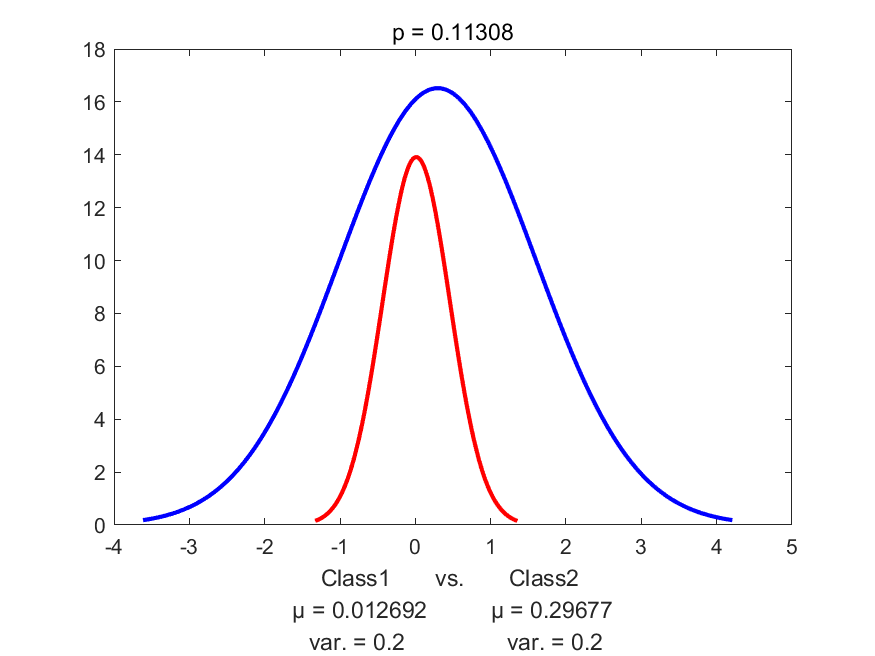 p = 0.11308
18
16
14
12
10
8
6
4
2
0
-4 -3 -2 -1 0 1 2 3 4 5
Class1 vs. Class2
μ = 0.012692 μ = 0.29677
var. = 0.2 var. = 0.2